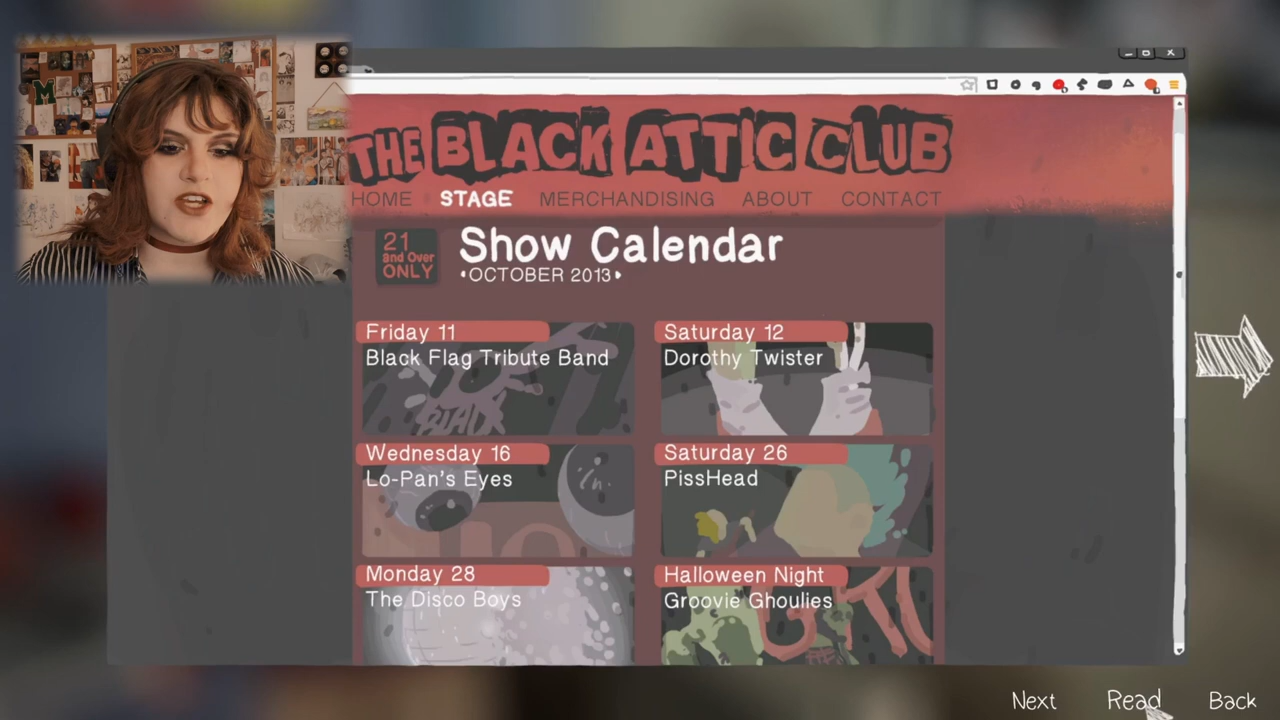 THE BLACK ATTIC CLUB
HOME STAGE MERCHANDISING ABOUT CONTACT
21
and Over
ONLY
Show Calendar
•OCTOBER 2013•
Friday 11
Black Flag Tribute Band
Saturday 12
Dorothy Twister
BLACK
Wednesday 16
Lo-Pan's Eyes
Saturday 26
PissHead
Monday 28
The Disco Boys
Halloween Night
Groovie Ghoulies
M
Next Read Back